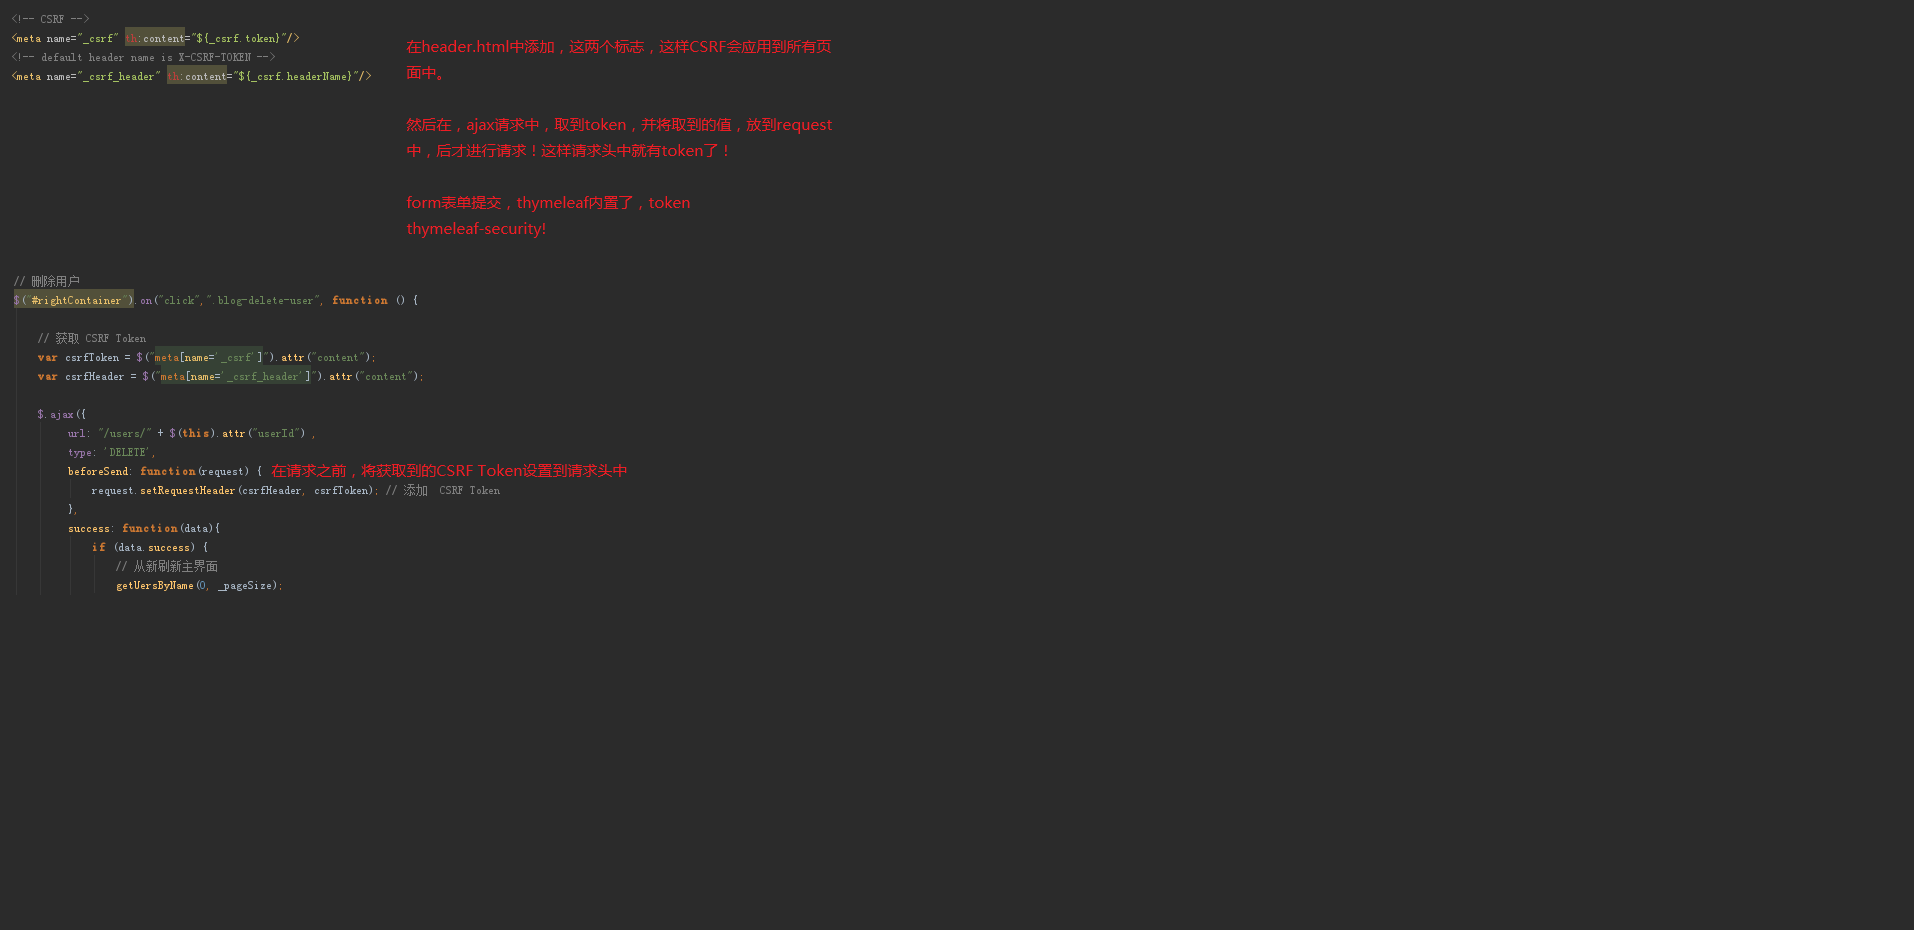 <!-- CSRF -->
<meta name="_csrf" th:content="${_csrf.token}"/>
<!-- default header name is X-CSRF-TOKEN -->
<meta name="_csrf_header" th:content="${_csrf.headerName}"/>
在header.html中添加，这两个标志，这样CSRF会应用到所有页
面中。
然后在，ajax请求中，取到token，并将取到的值，放到request
中，后才进行请求！这样请求头中就有token了！
form表单提交，thymeleaf内置了，token
thymeleaf-security!
// 删除用户
$("#rightContainer").on("click",".blog-delete-user", function () {
// 获取 CSRF Token
var csrfToken = $("meta[name='_csrf']").attr("content");
var csrfHeader = $("meta[name='_csrf_header']").attr("content");
$.ajax({
url: "/users/" + $(this).attr("userId") ,
type: 'DELETE',
beforeSend: function(request) { 在请求之前，将获取到的CSRF Token设置到请求头中
request.setRequestHeader(csrfHeader, csrfToken); // 添加  CSRF Token
},
success: function(data){
if (data.success) {
// 从新刷新主界面
getUersByName(0, _pageSize);